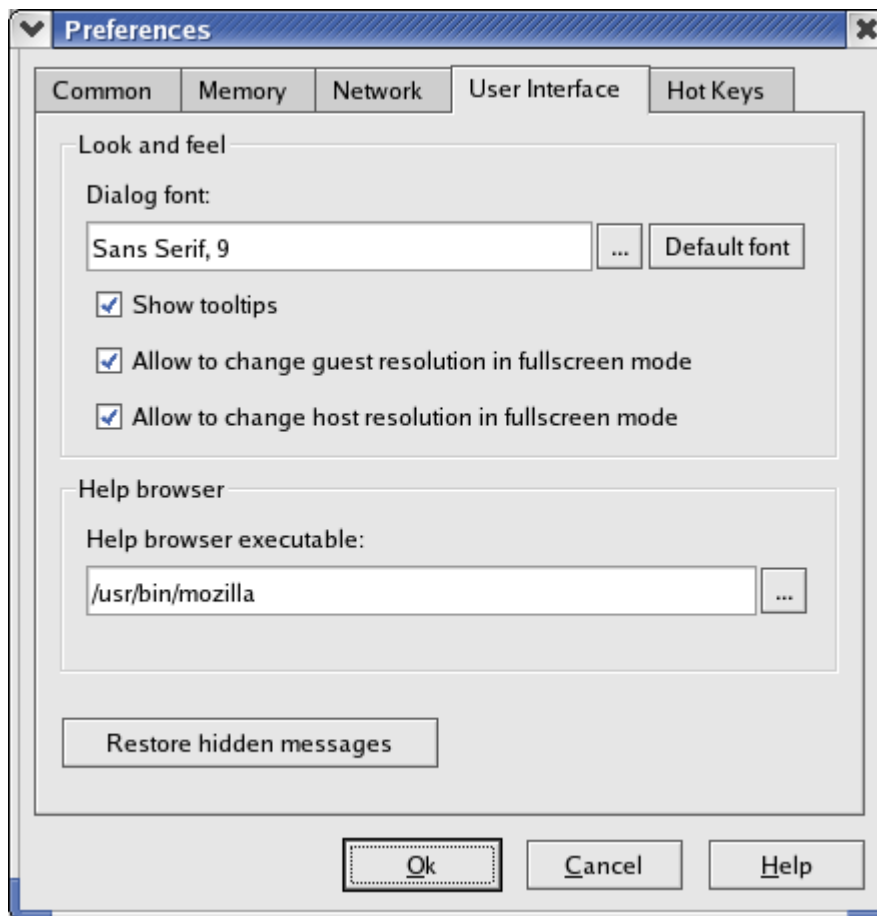 Preferences
Common Memory Network User Interface Hot Keys
Look and feel
Dialog font:
Sans Serif, 9 ... Default font
Show tooltips
Allow to change guest resolution in fullscreen mode
Allow to change host resolution in fullscreen mode
Help browser
Help browser executable:
/usr/bin/mozilla ...
Restore hidden messages
Ok Cancel Help